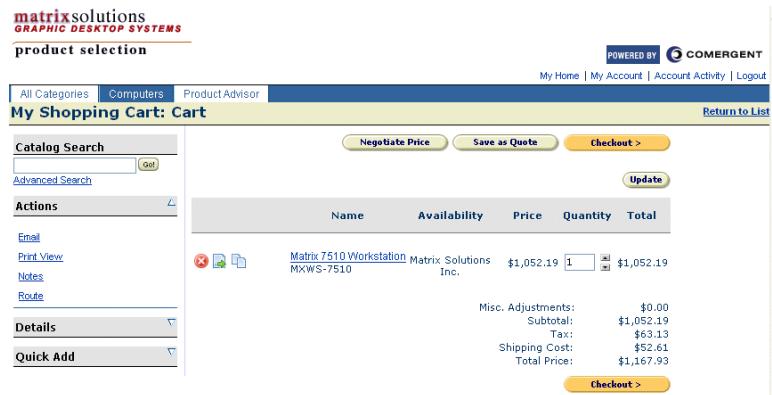 matrixsolutions
GRAPHIC DESKTOP SYSTEMS
product selection
POWERED BY COMERGENT
My Home | My Account | Account Activity | Logout
All Categories Computers Product Advisor
My Shopping Cart: Cart Return to List
Catalog Search
Go!
Advanced Search
Actions
Email
Print View
Notes
Route
Details
Quick Add
Negotiate Price Save as Quote Checkout >
Update
Name Availability Price Quantity Total
Matrix 7510 Workstation Matrix Solutions $1,052.19 1 $1,052.19
MXWS-7510 Inc.
Misc. Adjustments: $0.00
Subtotal: $1,052.19
Tax: $63.13
Shipping Cost: $52.61
Total Price: $1,167.93
Checkout >